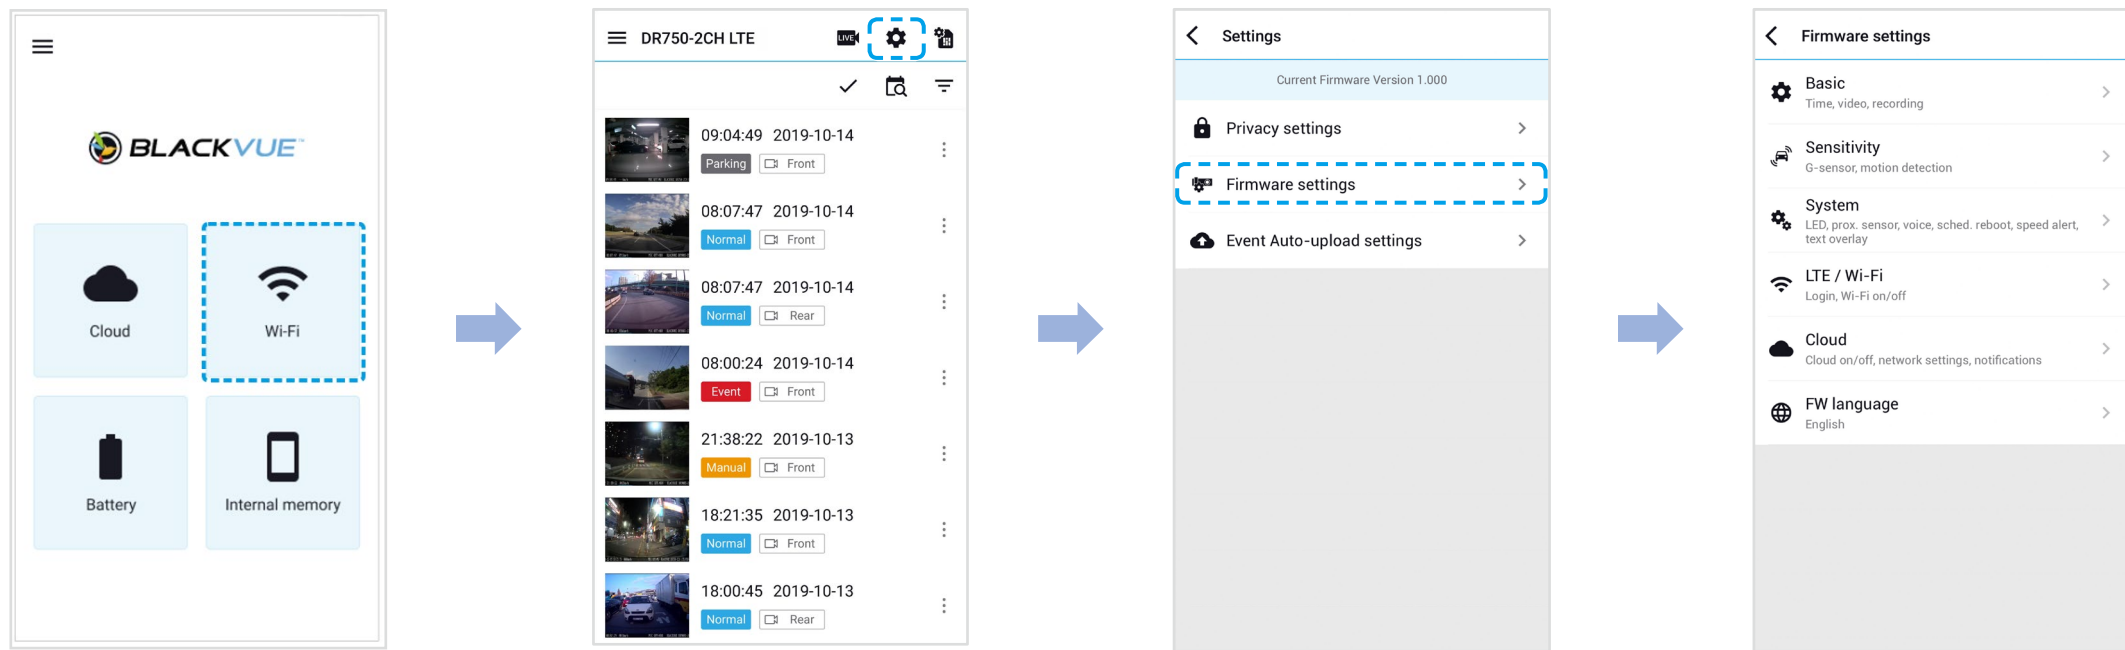 BLACKVUE™
Cloud
Wi-Fi
Battery
Internal memory
DR750-2CH LTE
LIVE
09:04:49 2019-10-14
Parking Front
08:07:47 2019-10-14
Normal Front
08:07:47 2019-10-14
Normal Rear
08:00:24 2019-10-14
Event Front
21:38:22 2019-10-13
Manual Front
18:21:35 2019-10-13
Normal Front
18:00:45 2019-10-13
Normal Rear
Settings
Current Firmware Version 1.000
Privacy settings
Firmware settings
Event Auto-upload settings
Firmware settings
Basic
Time, video, recording
Sensitivity
G-sensor, motion detection
System
LED, prox. sensor, voice, sched. reboot, speed alert,
text overlay
LTE / Wi-Fi
Login, Wi-Fi on/off
Cloud
Cloud on/off, network settings, notifications
FW language
English